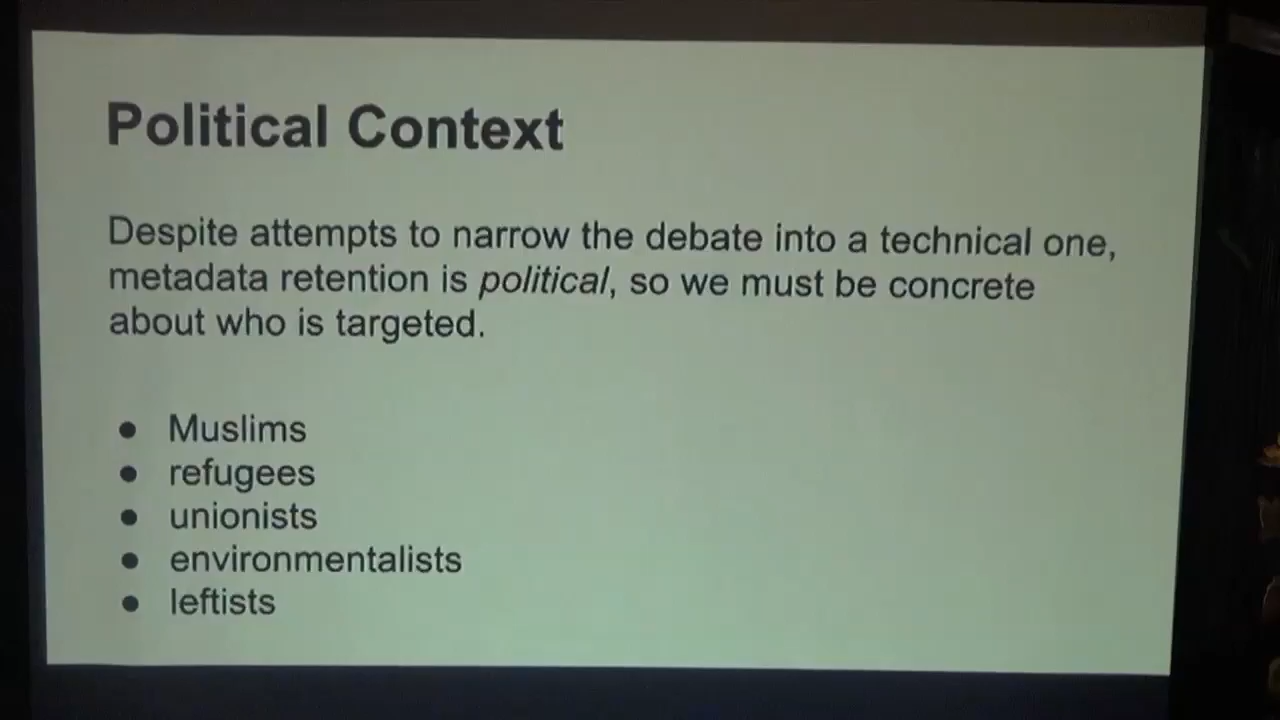 Political Context
Despite attempts to narrow the debate into a technical one,
metadata retention is political, so we must be concrete
about who is targeted.
● Muslims
● refugees
● unionists
● environmentalists
● leftists